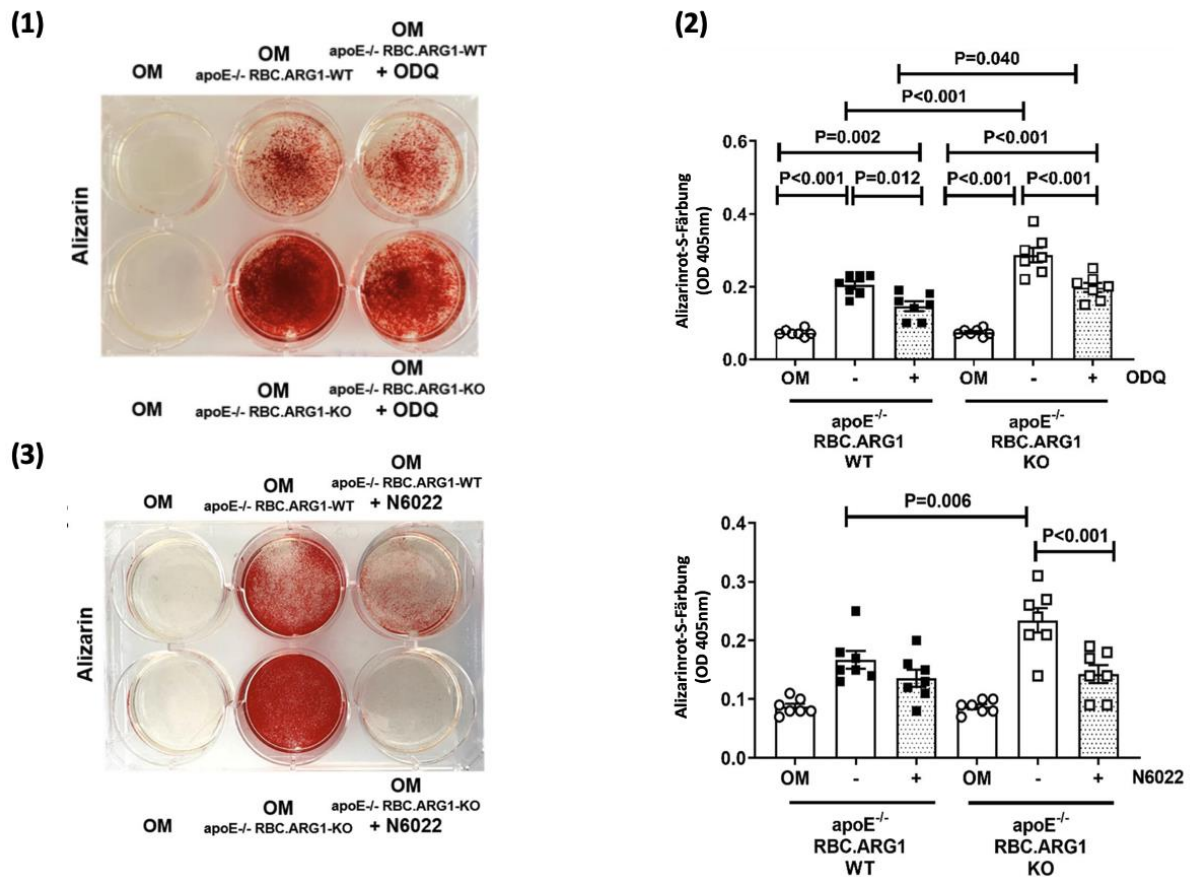 (1)
OM
OM
apoE-/- RBC.ARG1-WT
OM
apoE-/- RBC.ARG1-WT
+ ODQ
Alizarin
OM
OM
apoE-/- RBC.ARG1-KO
OM
apoE-/- RBC.ARG1-KO
+ ODQ
(2)
P=0.040
P<0.001
P=0.002
P<0.001
P<0.001
P=0.012
P<0.001
P<0.001
Alizarinrot-S-Färbung
(OD 405nm)
0.6
0.4
0.2
0.0
OM - + OM - + ODQ
apoE-/-
RBC.ARG1
WT
apoE-/-
RBC.ARG1
KO
(3)
OM
OM
apoE-/- RBC.ARG1-WT
OM
apoE-/- RBC.ARG1-WT
+ N6022
Alizarin
OM
OM
apoE-/- RBC.ARG1-KO
OM
apoE-/- RBC.ARG1-KO
+ N6022
P=0.006
P<0.001
Alizarinrot-S-Färbung
(OD 405nm)
0.4
0.3
0.2
0.1
0.0
OM - + OM - + N6022
apoE-/-
RBC.ARG1
WT
apoE-/-
RBC.ARG1
KO